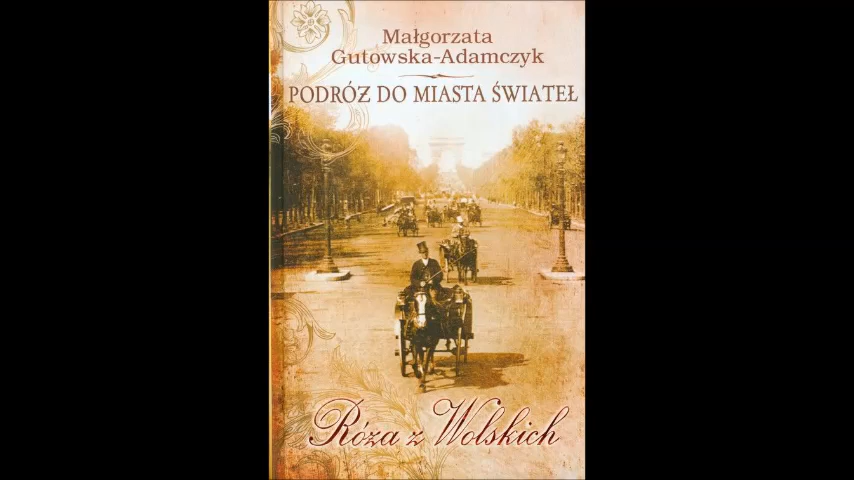 Małgorzata
Gutowska-Adamczyk
PODRÓŻ DO MIASTA ŚWIATEŁ
Róża z Wolskich